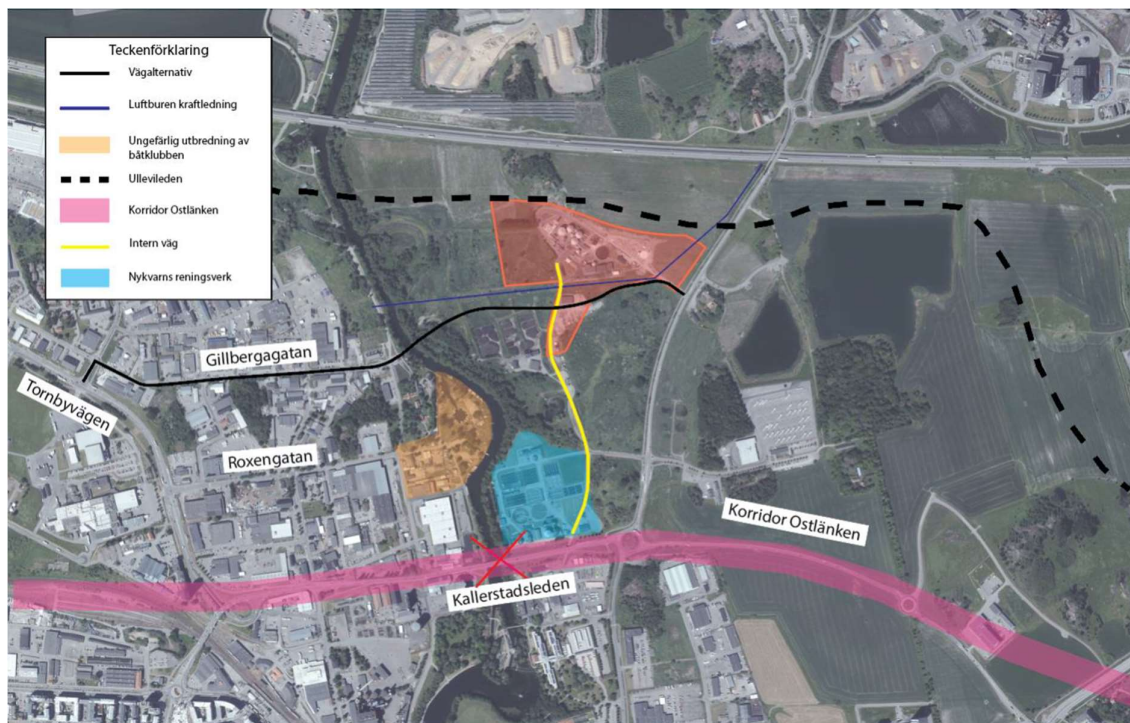 Teckenförklaring
Vägalternativ
Luftburen kraftledning
Ungefärlig utbredning av
båtklubben
Ullevileden
Korridor Ostlänken
Intern väg
Nykvarns reningsverk
Gillbergagatan
Tornbyvägen
Roxengatan
Korridor Ostlänken
Kallerstadsleden